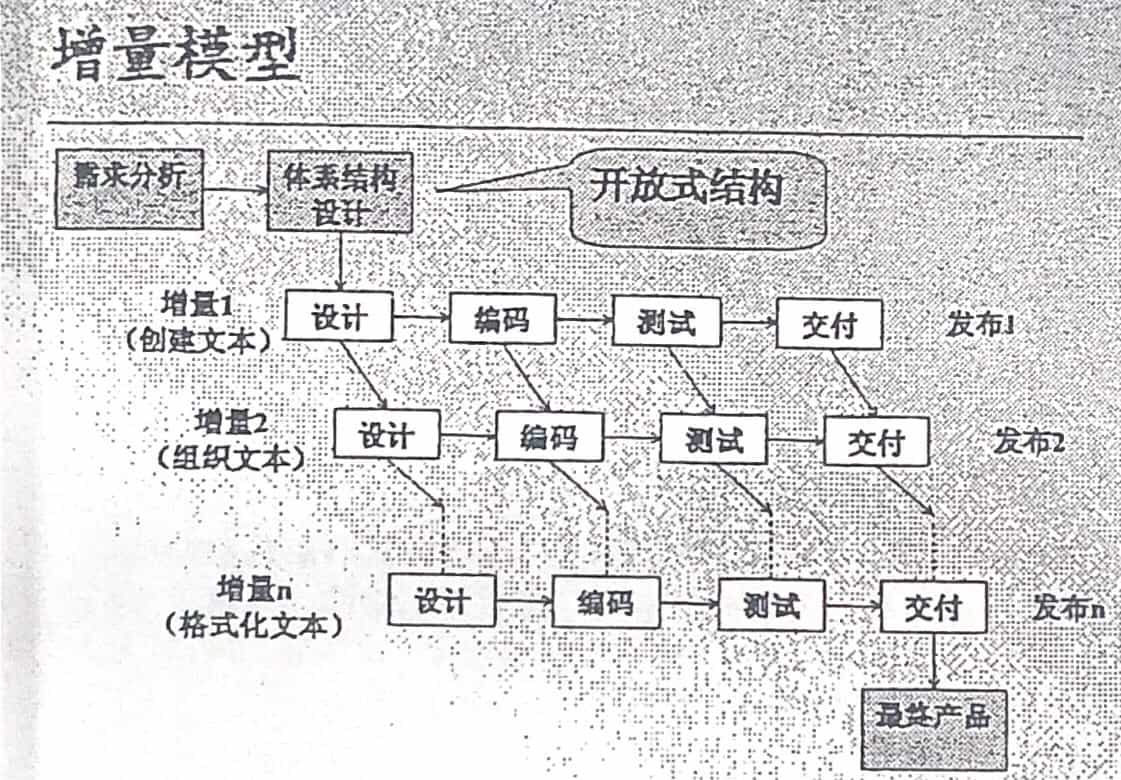 增量模型
需求分析
体系结构
设计
开放式结构
增量1
(创建文本)
设计
编码
测试
交付
发布1
增量2
(组织文本)
设计
编码
测试
交付
发布2
增量n
(格式化文本)
设计
编码
测试
交付
发布n
最终产品